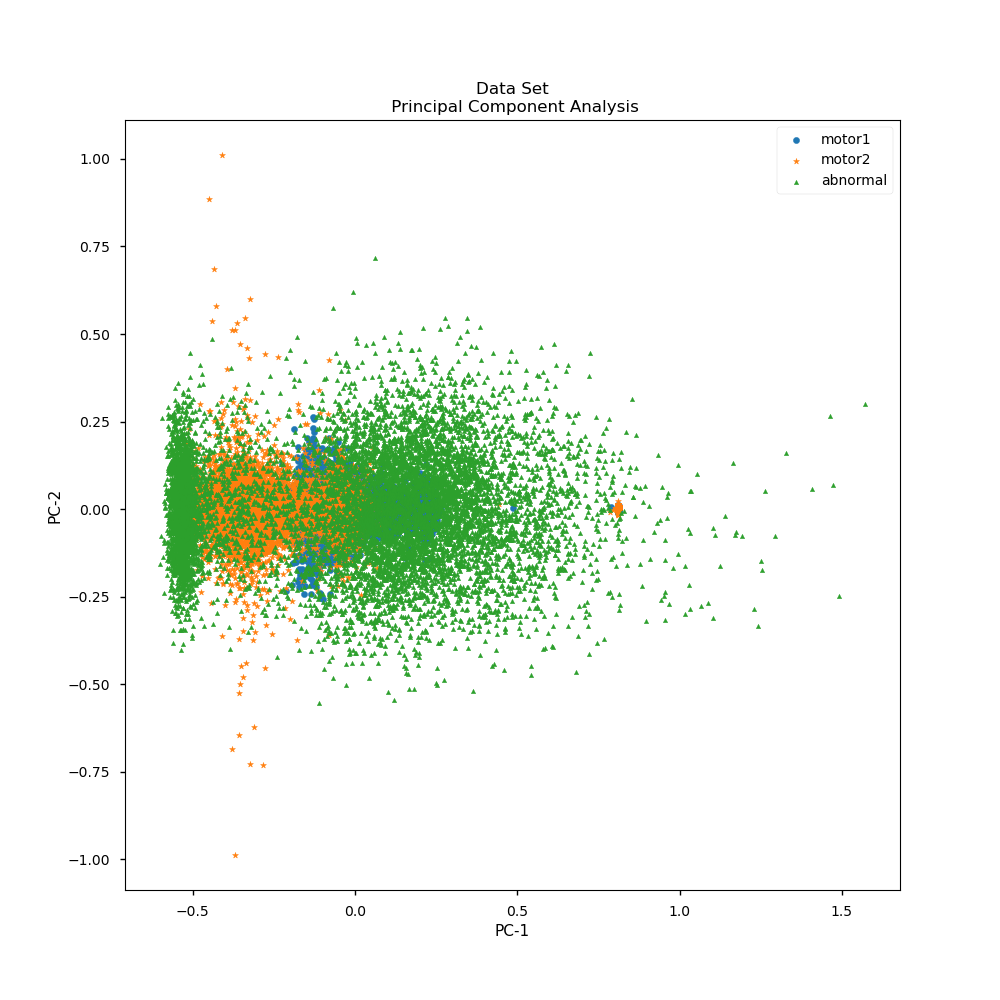 Data Set
Principal Component Analysis
motor1
motor2
abnormal
1.00
0.75
0.50
0.25
0.00
−0.25
−0.50
−0.75
−1.00
PC-2
−0.5
0.0
0.5
1.0
1.5
PC-1